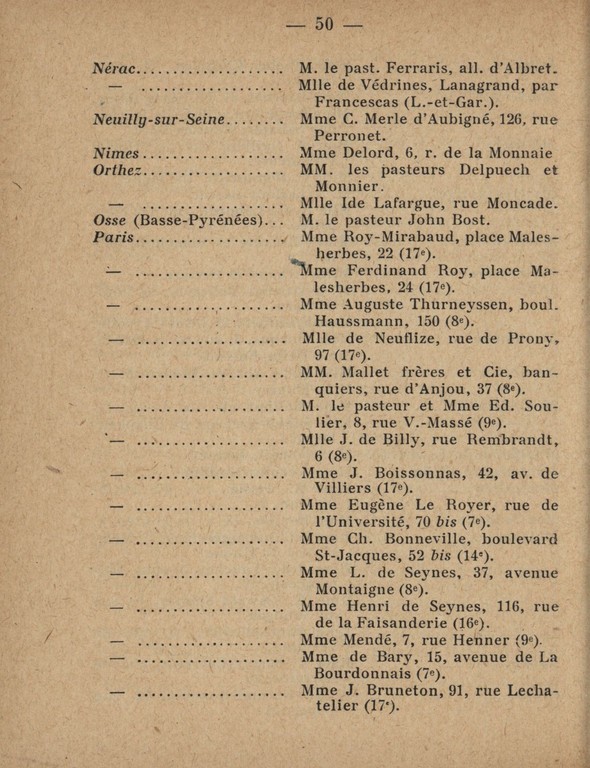 — 50 —
Nérac.................... M. le past. Ferraris, all. d'Albret.
— ................... Mlle de Védrines, Lanagrand, par
Francescas (L.-et-Gar.).
Neuilly-sur-Seine........ Mme C. Merle d'Aubigné, 126, rue
Perronet.
Nimes................... Mme Delord, 6, r. de la Monnaie
Orthez................... MM. les pasteurs Delpuech et
Monnier.
— ................... Mlle Ide Lafargue, rue Moncade.
Osse (Basse-Pyrénées)... M. le pasteur John Bost.
Paris.................... Mme Roy-Mirabaud, place Males-
herbes, 22 (17e).
— .................... Mme Ferdinand Roy, place Ma-
lesherbes, 24 (17e).
— .................... Mme Auguste Thurneyssen, boul.
Haussmann, 150 (8e).
— .................... Mlle de Neuflize, rue de Prony,
97 (17e).
— .................... MM. Mallet frères et Cie, ban-
quiers, rue d'Anjou, 37 (8e).
— .................... M. le pasteur et Mme Ed. Sou-
lier, 8, rue V.-Massé (9e).
— .................... Mlle J. de Billy, rue Rembrandt,
6 (8e).
— .................... Mme J. Boissonnas, 42, av. de
Villiers (17e).
— .................... Mme Eugène Le Royer, rue de
l'Université, 70 bis (7e).
— .................... Mme Ch. Bonneville, boulevard
St-Jacques, 52 bis (14e).
— .................... Mme L. de Seynes, 37, avenue
Montaigne (8e).
— .................... Mme Henri de Seynes, 116, rue
de la Faisanderie (16e).
— .................... Mme Mendé, 7, rue Henner (9e).
— .................... Mme de Bary, 15, avenue de La
Bourdonnais (7e).
— .................... Mme J. Bruneton, 91, rue Lecha-
telier (17e).